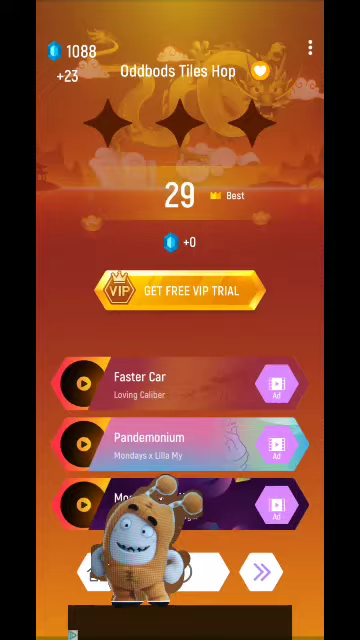 1088
+23
Oddbods Tiles Hop
29
Best
+0
VIP
GET FREE VIP TRIAL
Faster Car
Loving Caliber
Ad
Pandemonium
Mondays x Lilla My
Ad
Ad